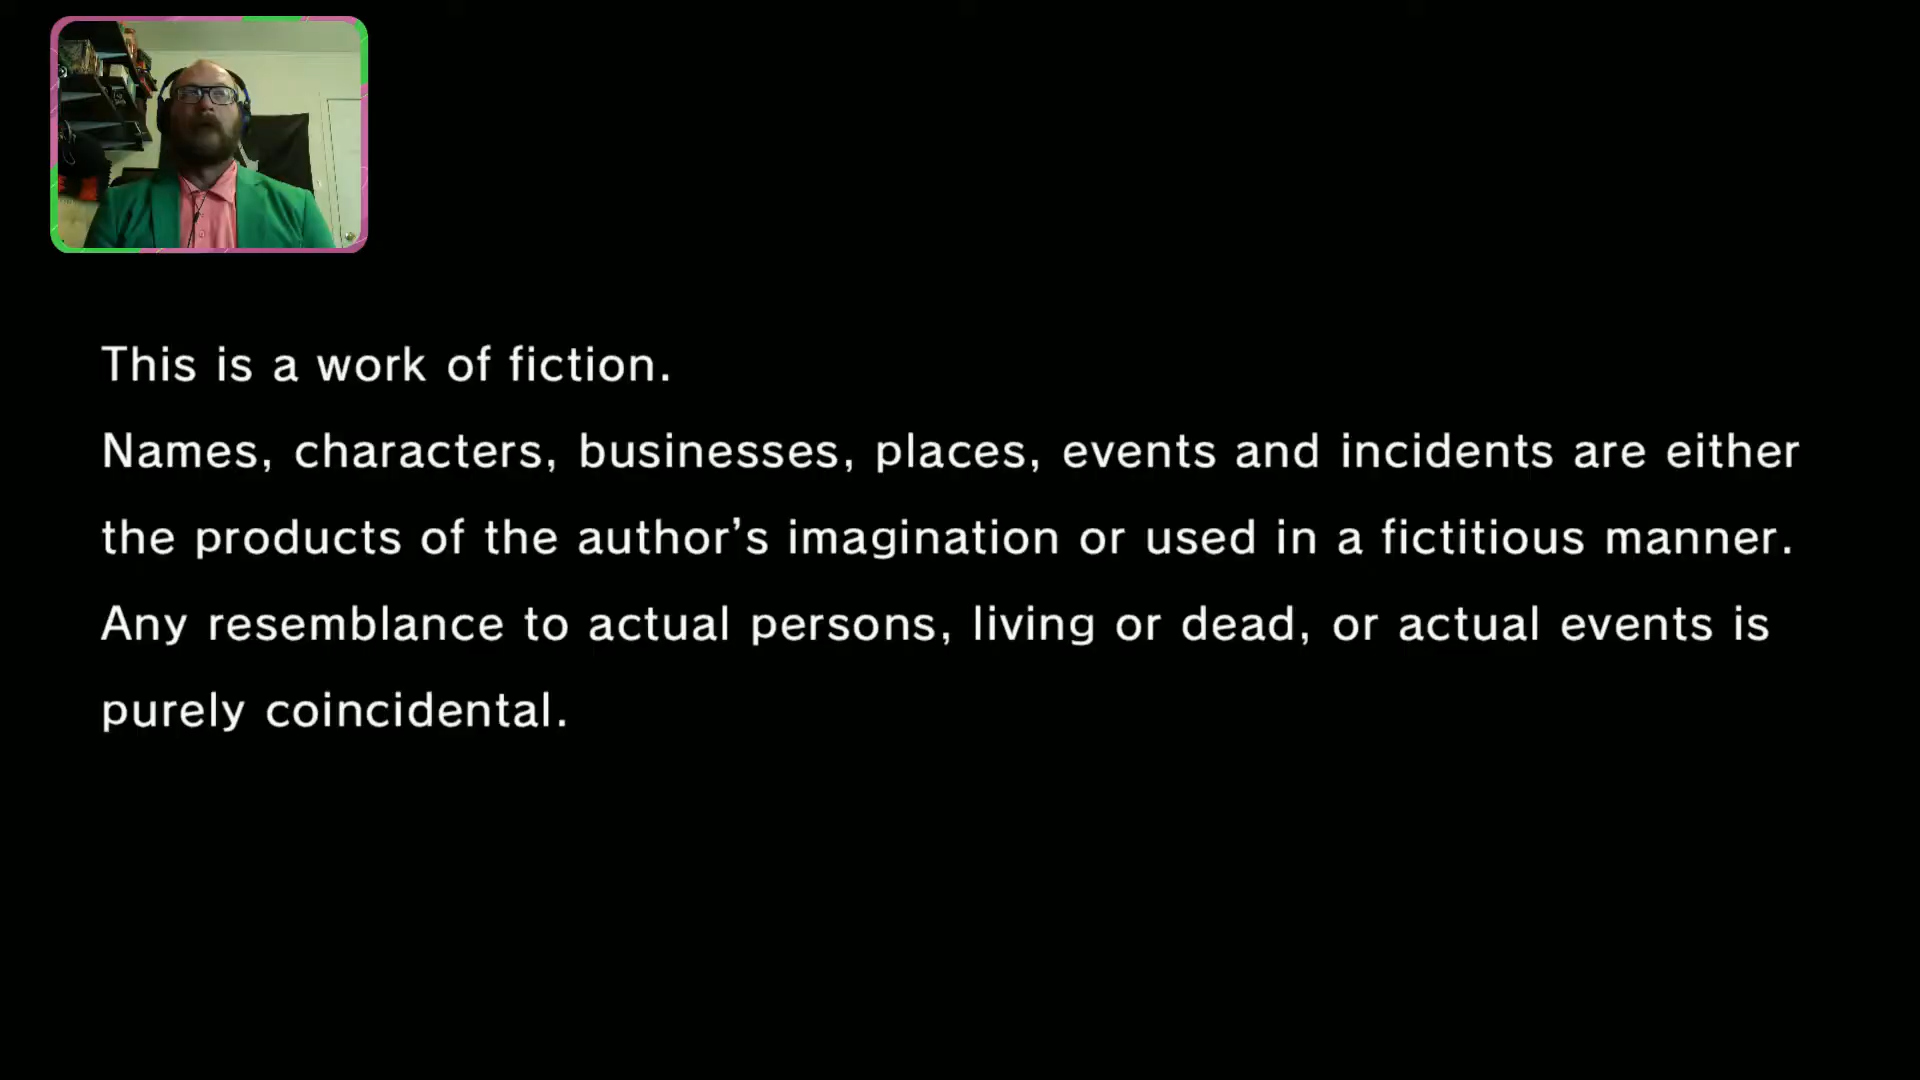 This is a work of fiction.
Names, characters, businesses, places, events and incidents are either
the products of the author’s imagination or used in a fictitious manner.
Any resemblance to actual persons, living or dead, or actual events is
purely coincidental.